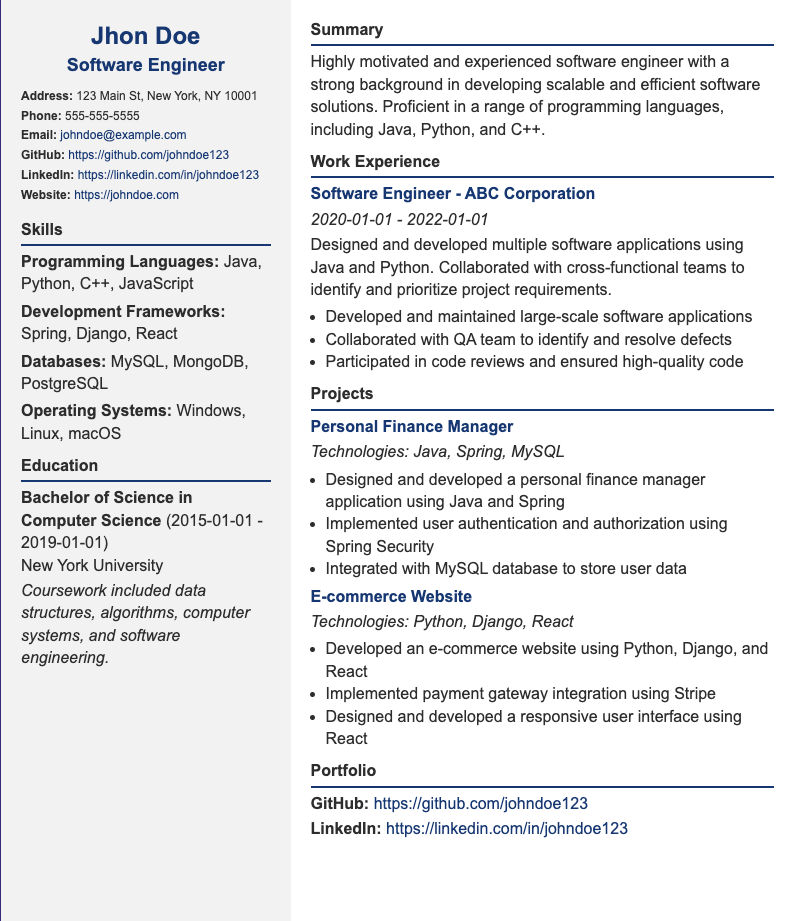 Jhon Doe
Software Engineer
Address: 123 Main St, New York, NY 10001
Phone: 555-555-5555
Email: johndoe@example.com
GitHub: https://github.com/johndoe123
LinkedIn: https://linkedin.com/in/johndoe123
Website: https://johndoe.com
Skills
Programming Languages: Java,
Python, C++, JavaScript
Development Frameworks:
Spring, Django, React
Databases: MySQL, MongoDB,
PostgreSQL
Operating Systems: Windows,
Linux, macOS
Education
Bachelor of Science in
Computer Science (2015-01-01 -
2019-01-01)
New York University
Coursework included data
structures, algorithms, computer
systems, and software
engineering.
Summary
Highly motivated and experienced software engineer with a
strong background in developing scalable and efficient software
solutions. Proficient in a range of programming languages,
including Java, Python, and C++.
Work Experience
Software Engineer - ABC Corporation
2020-01-01 - 2022-01-01
Designed and developed multiple software applications using
Java and Python. Collaborated with cross-functional teams to
identify and prioritize project requirements.
• Developed and maintained large-scale software applications
• Collaborated with QA team to identify and resolve defects
• Participated in code reviews and ensured high-quality code
Projects
Personal Finance Manager
Technologies: Java, Spring, MySQL
• Designed and developed a personal finance manager
application using Java and Spring
• Implemented user authentication and authorization using
Spring Security
• Integrated with MySQL database to store user data
E-commerce Website
Technologies: Python, Django, React
• Developed an e-commerce website using Python, Django, and
React
• Implemented payment gateway integration using Stripe
• Designed and developed a responsive user interface using
React
Portfolio
GitHub: https://github.com/johndoe123
LinkedIn: https://linkedin.com/in/johndoe123